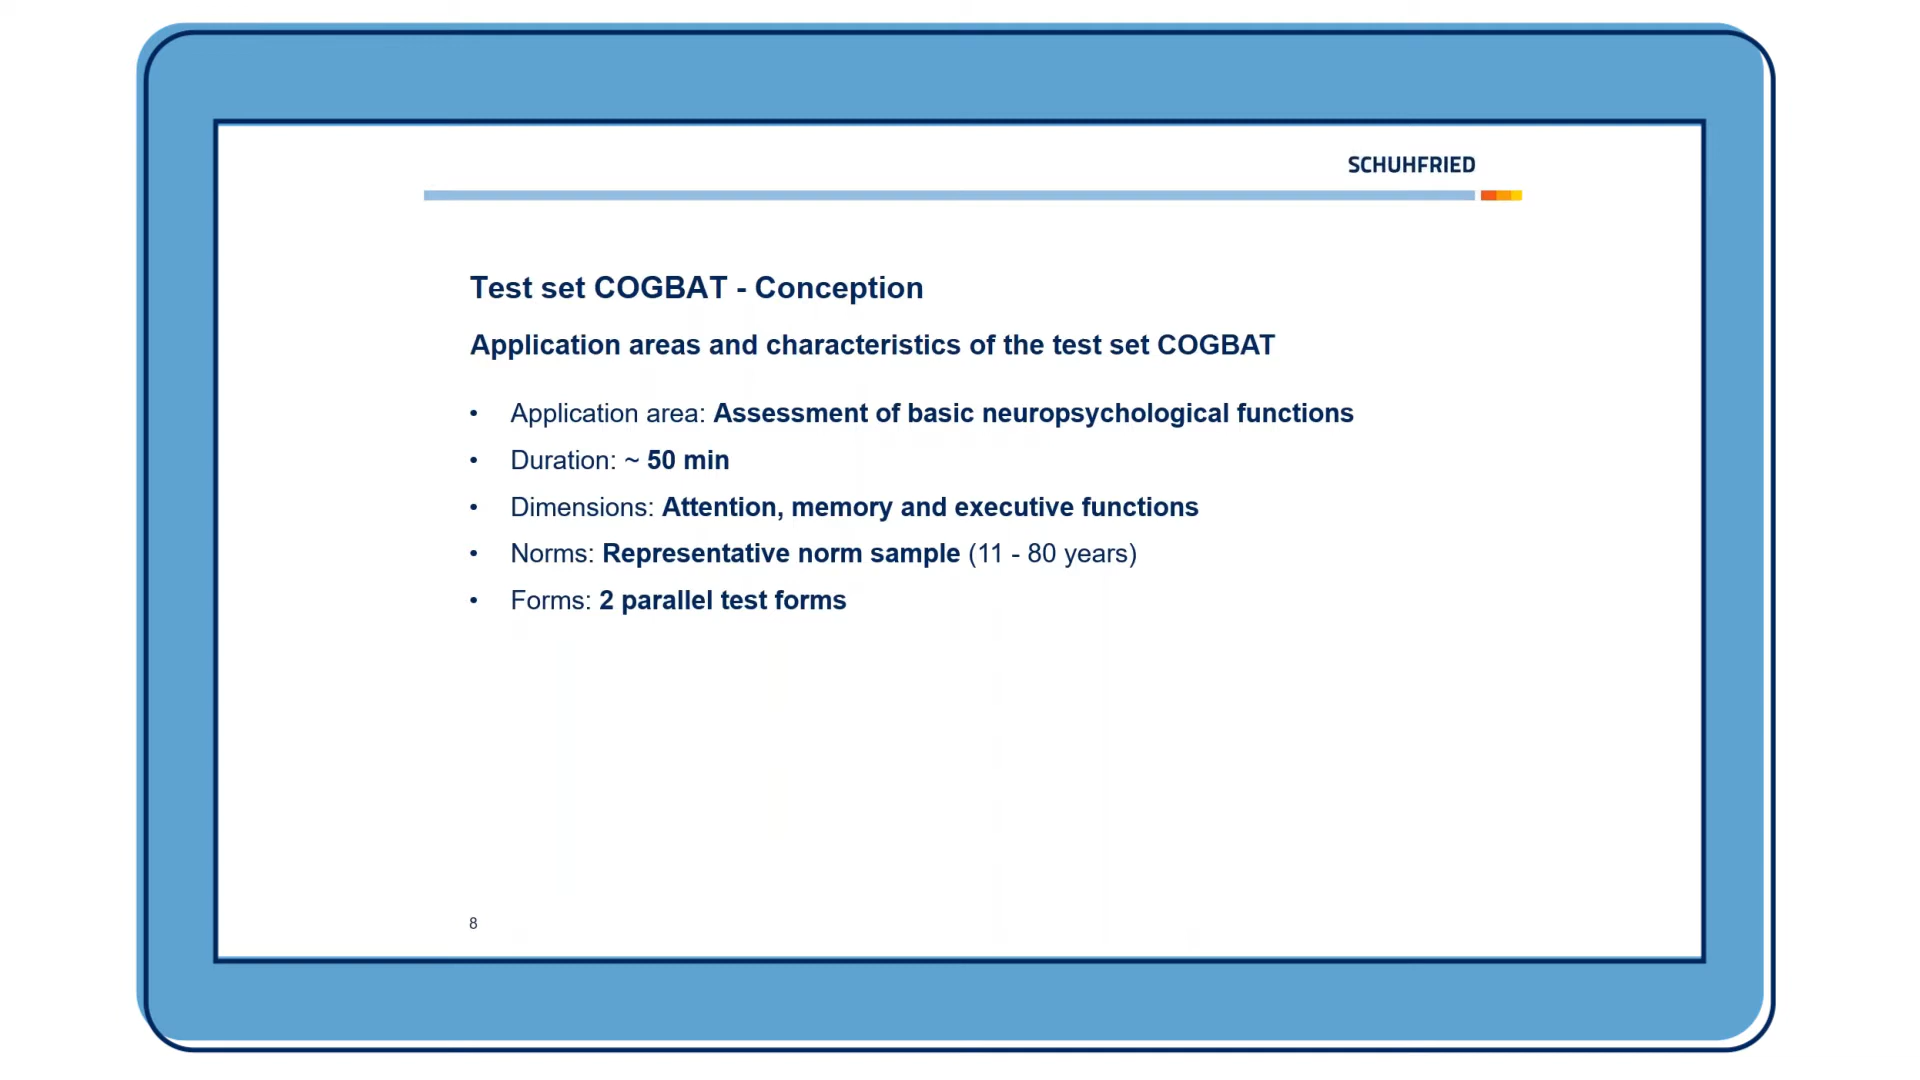 SCHUHFRIED
Test set COGBAT - Conception
Application areas and characteristics of the test set COGBAT
• Application area: Assessment of basic neuropsychological functions
• Duration: ~ 50 min
• Dimensions: Attention, memory and executive functions
• Norms: Representative norm sample (11 - 80 years)
• Forms: 2 parallel test forms
8